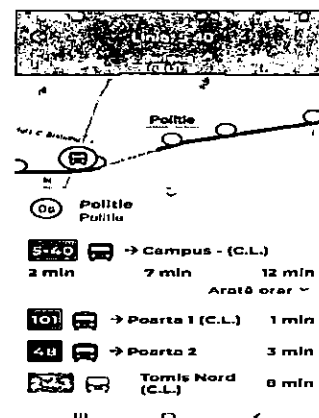 Linia 5-40
Politie
Politie
Politie
5-40 → Campus - (C.L.)
2 min 7 min 12 min
Arată orar
101 → Poarta 1 (C.L.) 1 min
48 → Poarta 2 3 min
Tomis Nord (C.L.) 8 min